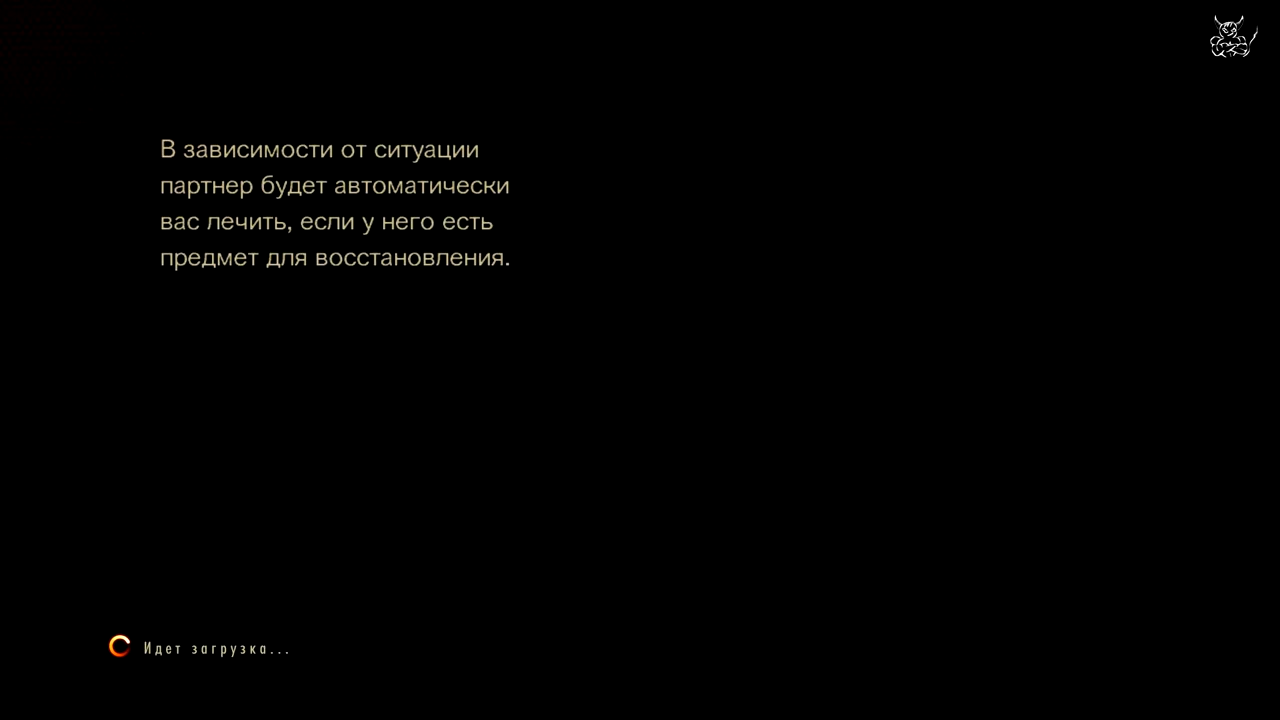 В зависимости от ситуации
партнер будет автоматически
вас лечить, если у него есть
предмет для восстановления.
Идет загрузка...